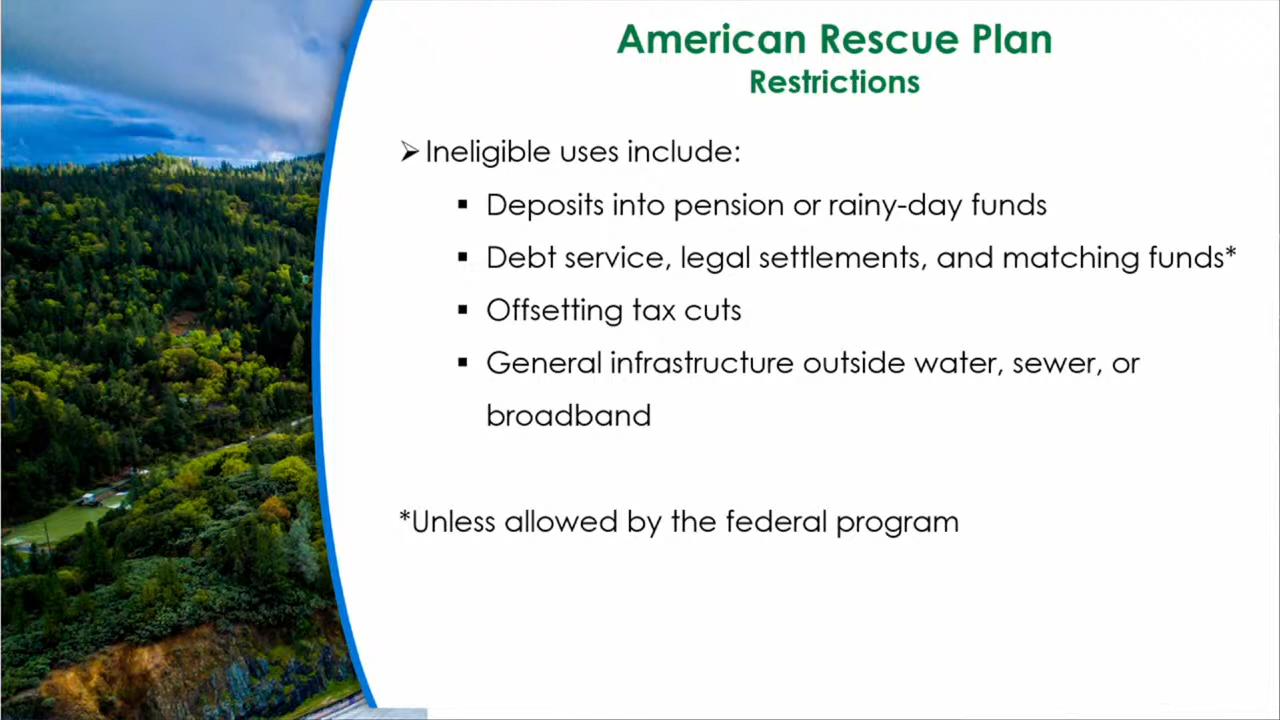 American Rescue Plan
Restrictions
➢ Ineligible uses include:
▪ Deposits into pension or rainy-day funds
▪ Debt service, legal settlements, and matching funds*
▪ Offsetting tax cuts
▪ General infrastructure outside water, sewer, or
broadband
*Unless allowed by the federal program